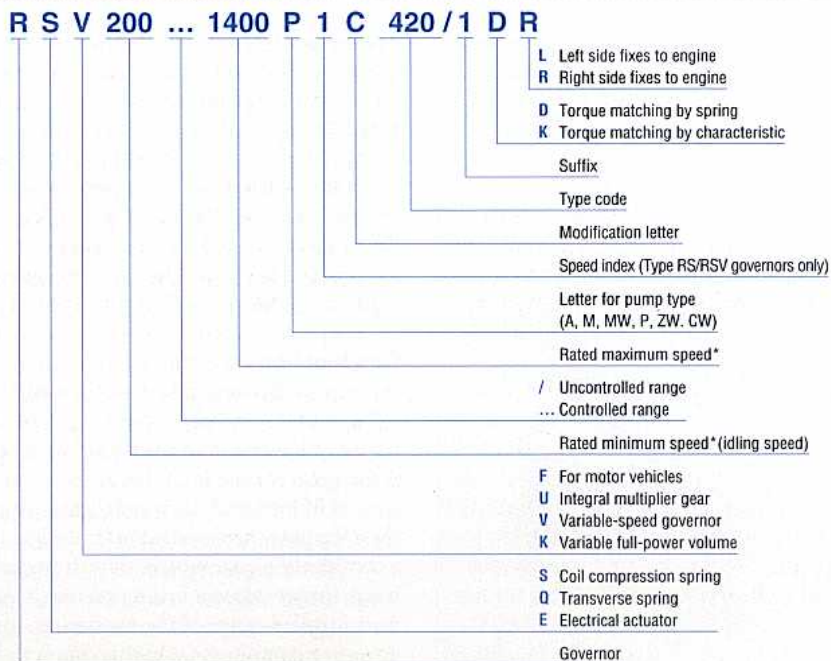 R S V 200 ... 1400 P 1 C 420 / 1 D R
L Left side fixes to engine
R Right side fixes to engine
D Torque matching by spring
K Torque matching by characteristic
Suffix
Type code
Modification letter
Speed index (Type RS/RSV governors only)
Letter for pump type
(A, M, MW, P, ZW. CW)
Rated maximum speed*
/ Uncontrolled range
... Controlled range
Rated minimum speed* (idling speed)
F For motor vehicles
U Integral multiplier gear
V Variable-speed governor
K Variable full-power volume
S Coil compression spring
Q Transverse spring
E Electrical actuator
Governor